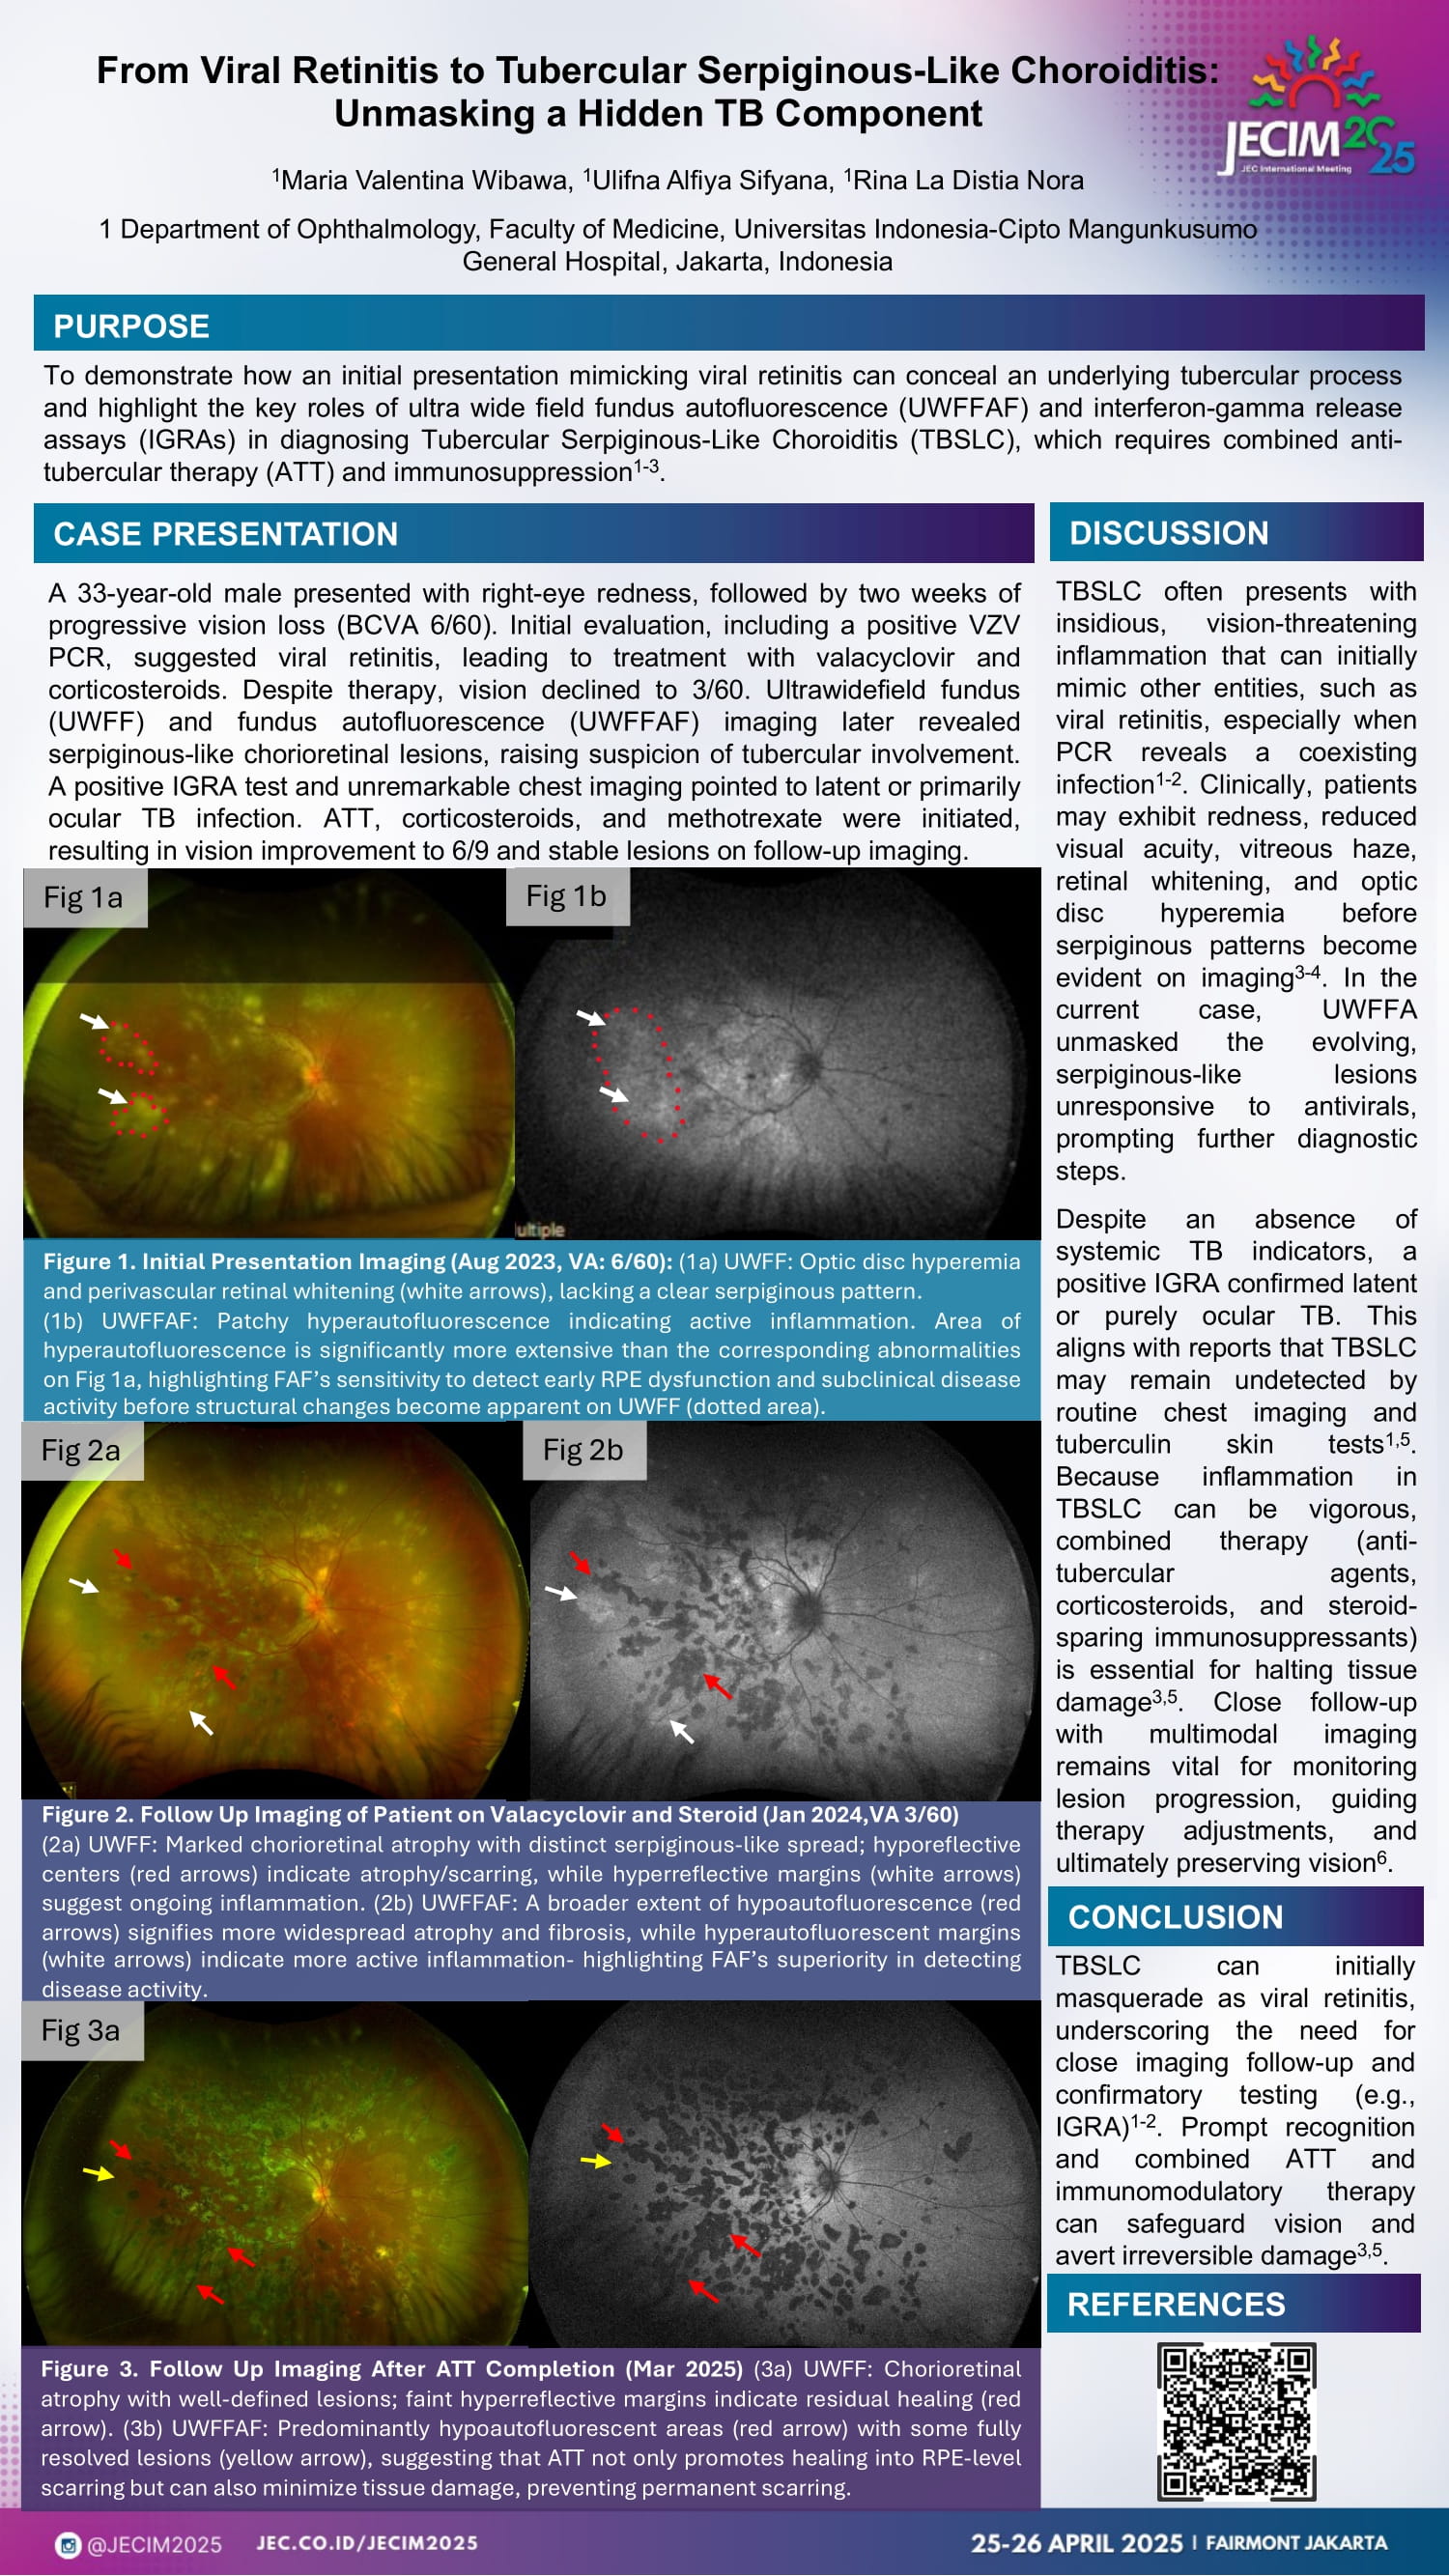 From Viral Retinitis to Tubercular Serpiginous-Like Choroiditis:
Unmasking a Hidden TB Component
JECIM 2025
JEC International Meeting
¹Maria Valentina Wibawa, ¹Ulifna Alfiya Sifyana, ¹Rina La Distia Nora
1 Department of Ophthalmology, Faculty of Medicine, Universitas Indonesia-Cipto Mangunkusumo
General Hospital, Jakarta, Indonesia
PURPOSE
To demonstrate how an initial presentation mimicking viral retinitis can conceal an underlying tubercular process
and highlight the key roles of ultra wide field fundus autofluorescence (UWFFAF) and interferon-gamma release
assays (IGRAs) in diagnosing Tubercular Serpiginous-Like Choroiditis (TBSLC), which requires combined anti-
tubercular therapy (ATT) and immunosuppression¹⁻³.
CASE PRESENTATION
A 33-year-old male presented with right-eye redness, followed by two weeks of
progressive vision loss (BCVA 6/60). Initial evaluation, including a positive VZV
PCR, suggested viral retinitis, leading to treatment with valacyclovir and
corticosteroids. Despite therapy, vision declined to 3/60. Ultrawidefield fundus
(UWFF) and fundus autofluorescence (UWFFAF) imaging later revealed
serpiginous-like chorioretinal lesions, raising suspicion of tubercular involvement.
A positive IGRA test and unremarkable chest imaging pointed to latent or primarily
ocular TB infection. ATT, corticosteroids, and methotrexate were initiated,
resulting in vision improvement to 6/9 and stable lesions on follow-up imaging.
Fig 1a
Fig 1b
ultiple
Figure 1. Initial Presentation Imaging (Aug 2023, VA: 6/60): (1a) UWFF: Optic disc hyperemia
and perivascular retinal whitening (white arrows), lacking a clear serpiginous pattern.
(1b) UWFFAF: Patchy hyperautofluorescence indicating active inflammation. Area of
hyperautofluorescence is significantly more extensive than the corresponding abnormalities
on Fig 1a, highlighting FAF’s sensitivity to detect early RPE dysfunction and subclinical disease
activity before structural changes become apparent on UWFF (dotted area).
Fig 2a
Fig 2b
Figure 2. Follow Up Imaging of Patient on Valacyclovir and Steroid (Jan 2024,VA 3/60)
(2a) UWFF: Marked chorioretinal atrophy with distinct serpiginous-like spread; hyporeflective
centers (red arrows) indicate atrophy/scarring, while hyperreflective margins (white arrows)
suggest ongoing inflammation. (2b) UWFFAF: A broader extent of hypoautofluorescence (red
arrows) signifies more widespread atrophy and fibrosis, while hyperautofluorescent margins
(white arrows) indicate more active inflammation- highlighting FAF’s superiority in detecting
disease activity.
Fig 3a
Figure 3. Follow Up Imaging After ATT Completion (Mar 2025) (3a) UWFF: Chorioretinal
atrophy with well-defined lesions; faint hyperreflective margins indicate residual healing (red
arrow). (3b) UWFFAF: Predominantly hypoautofluorescent areas (red arrow) with some fully
resolved lesions (yellow arrow), suggesting that ATT not only promotes healing into RPE-level
scarring but can also minimize tissue damage, preventing permanent scarring.
DISCUSSION
TBSLC often presents with
insidious, vision-threatening
inflammation that can initially
mimic other entities, such as
viral retinitis, especially when
PCR reveals a coexisting
infection¹⁻². Clinically, patients
may exhibit redness, reduced
visual acuity, vitreous haze,
retinal whitening, and optic
disc hyperemia before
serpiginous patterns become
evident on imaging³⁻⁴. In the
current case, UWFFA
unmasked the evolving,
serpiginous-like lesions
unresponsive to antivirals,
prompting further diagnostic
steps.
Despite an absence of
systemic TB indicators, a
positive IGRA confirmed latent
or purely ocular TB. This
aligns with reports that TBSLC
may remain undetected by
routine chest imaging and
tuberculin skin tests¹,⁵.
Because inflammation in
TBSLC can be vigorous,
combined therapy (anti-
tubercular agents,
corticosteroids, and steroid-
sparing immunosuppressants)
is essential for halting tissue
damage³,⁵. Close follow-up
with multimodal imaging
remains vital for monitoring
lesion progression, guiding
therapy adjustments, and
ultimately preserving vision⁶.
CONCLUSION
TBSLC can initially
masquerade as viral retinitis,
underscoring the need for
close imaging follow-up and
confirmatory testing (e.g.,
IGRA)¹⁻². Prompt recognition
and combined ATT and
immunomodulatory therapy
can safeguard vision and
avert irreversible damage³,⁵.
REFERENCES
@JECIM2025 JEC.CO.ID/JECIM2025
25-26 APRIL 2025 | FAIRMONT JAKARTA